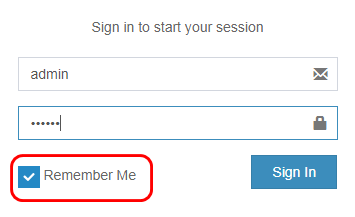 Sign in to start your session
admin
••••••
Remember Me
Sign In